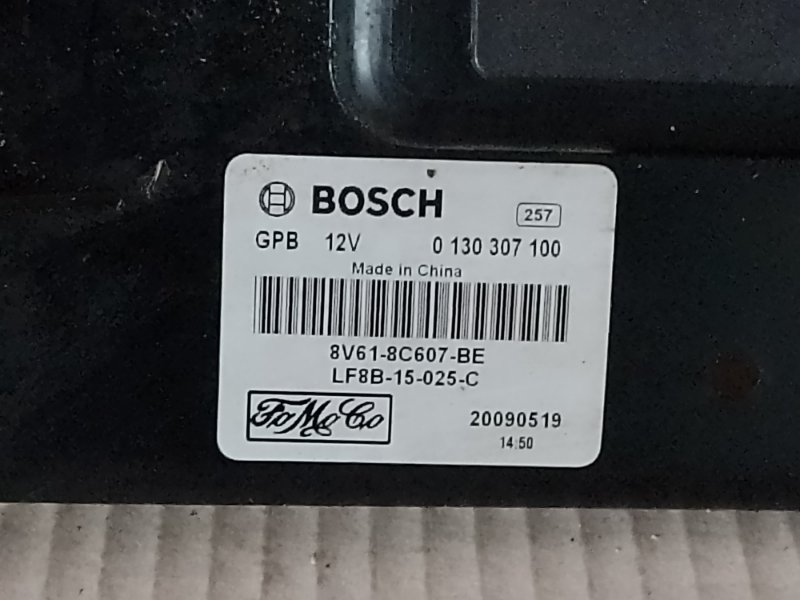 BOSCH
257
GPB 12V 0 130 307 100
Made in China
8V61-8C607-BE
LF8B-15-025-C
FoMoCo
20090519
14:50